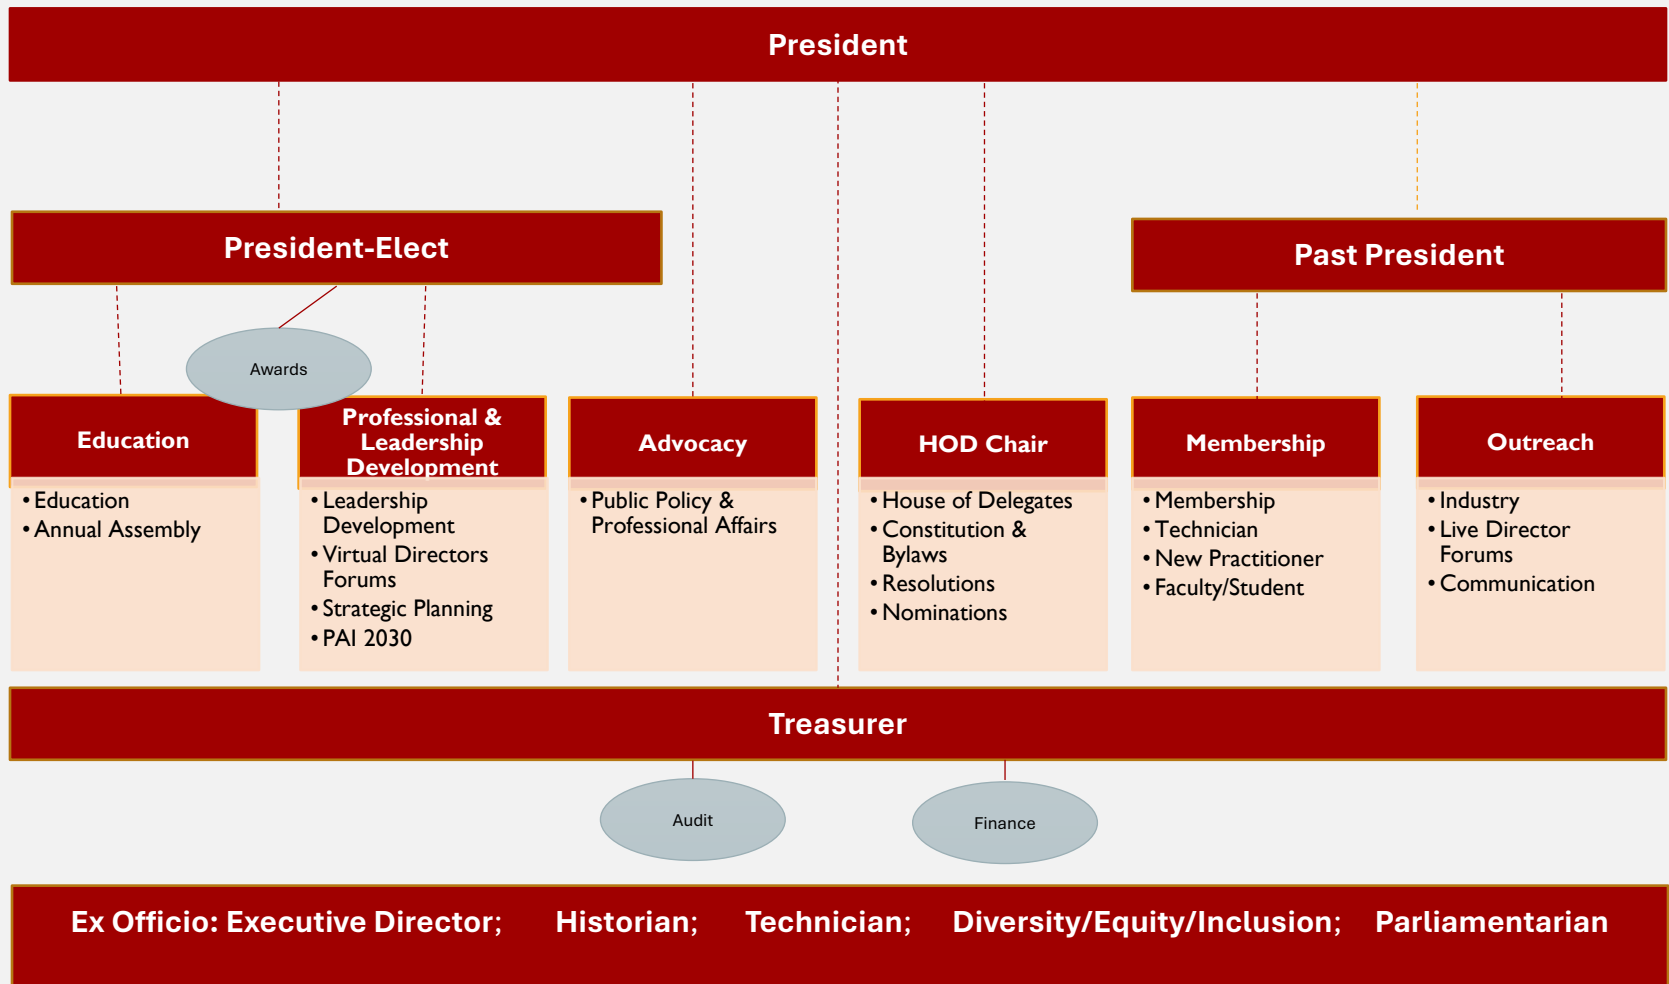 President
President-Elect
Past President
Awards
Education
• Education
• Annual Assembly
Professional &
Leadership
Development
• Leadership
Development
• Virtual Directors
Forums
• Strategic Planning
• PAI 2030
Advocacy
• Public Policy &
Professional Affairs
HOD Chair
• House of Delegates
• Constitution &
Bylaws
• Resolutions
• Nominations
Membership
• Membership
• Technician
• New Practitioner
• Faculty/Student
Outreach
• Industry
• Live Director
Forums
• Communication
Treasurer
Audit
Finance
Ex Officio: Executive Director; Historian; Technician; Diversity/Equity/Inclusion; Parliamentarian